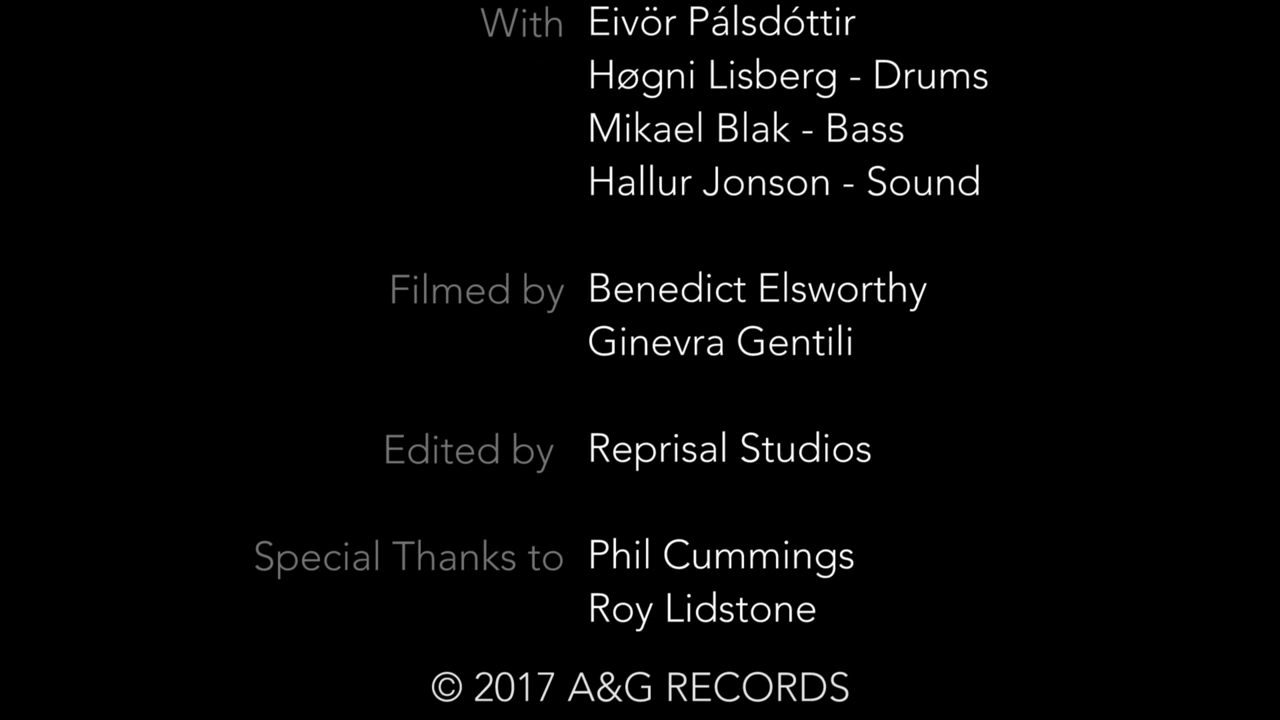 With Eivör Pálsdóttir
Høgni Lisberg - Drums
Mikael Blak - Bass
Hallur Jonson - Sound
Filmed by Benedict Elsworthy
Ginevra Gentili
Edited by Reprisal Studios
Special Thanks to Phil Cummings
Roy Lidstone
© 2017 A&G RECORDS